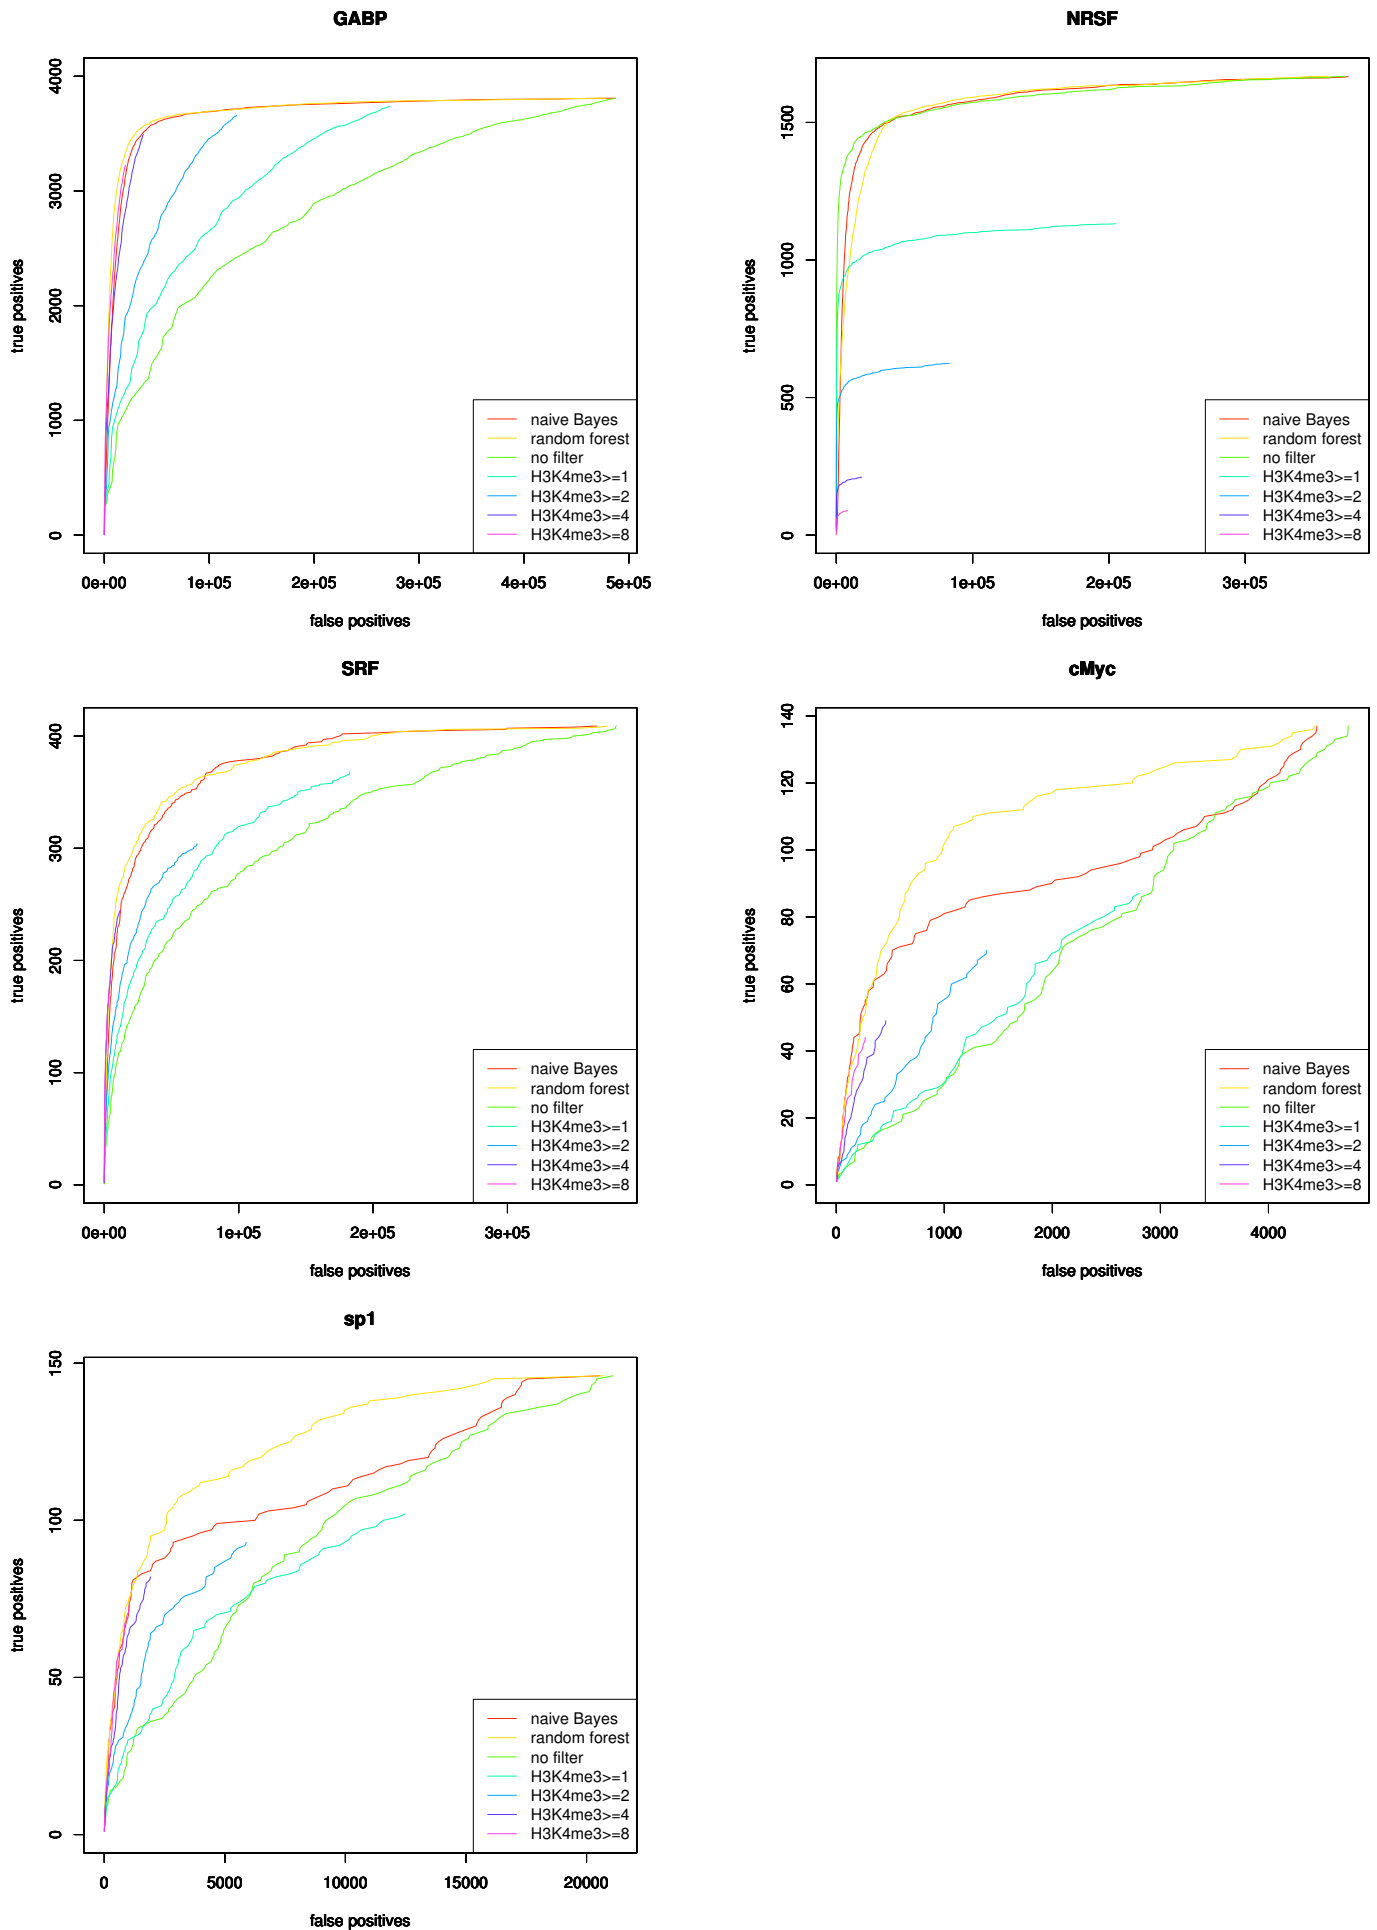 GABP
true positives
4000
3000
2000
1000
0
naive Bayes
random forest
no filter
H3K4me3>=1
H3K4me3>=2
H3K4me3>=4
H3K4me3>=8
0e+00 1e+05 2e+05 3e+05 4e+05 5e+05
false positives
NRSF
true positives
1500
1000
500
0
naive Bayes
random forest
no filter
H3K4me3>=1
H3K4me3>=2
H3K4me3>=4
H3K4me3>=8
0e+00 1e+05 2e+05 3e+05
false positives
SRF
true positives
400
300
200
100
0
naive Bayes
random forest
no filter
H3K4me3>=1
H3K4me3>=2
H3K4me3>=4
H3K4me3>=8
0e+00 1e+05 2e+05 3e+05
false positives
cMyc
true positives
140
120
100
80
60
40
20
0
naive Bayes
random forest
no filter
H3K4me3>=1
H3K4me3>=2
H3K4me3>=4
H3K4me3>=8
0 1000 2000 3000 4000
false positives
sp1
true positives
150
100
50
0
naive Bayes
random forest
no filter
H3K4me3>=1
H3K4me3>=2
H3K4me3>=4
H3K4me3>=8
0 5000 10000 15000 20000
false positives